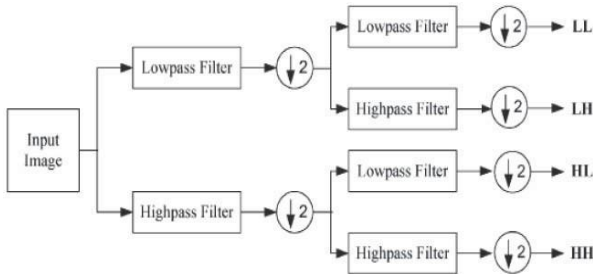 Lowpass Filter ↓2 LL
Lowpass Filter ↓2
Highpass Filter ↓2 LH
Input
Image
Lowpass Filter ↓2 HL
Highpass Filter ↓2
Highpass Filter ↓2 HH